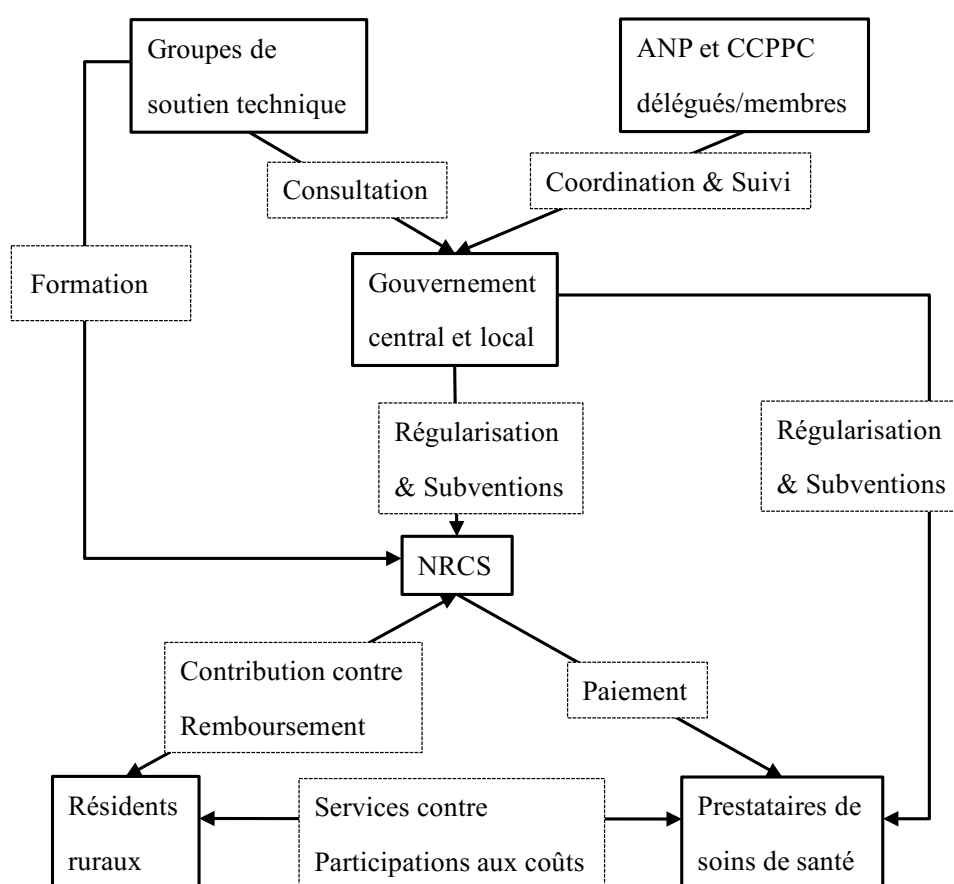 Groupes de
soutien technique
ANP et CCPPC
délégués/membres
Consultation
Coordination & Suivi
Formation
Gouvernement
central et local
Régularisation
& Subventions
Régularisation
& Subventions
NRCS
Contribution contre
Remboursement
Paiement
Résidents
ruraux
Services contre
Participations aux coûts
Prestataires de
soins de santé